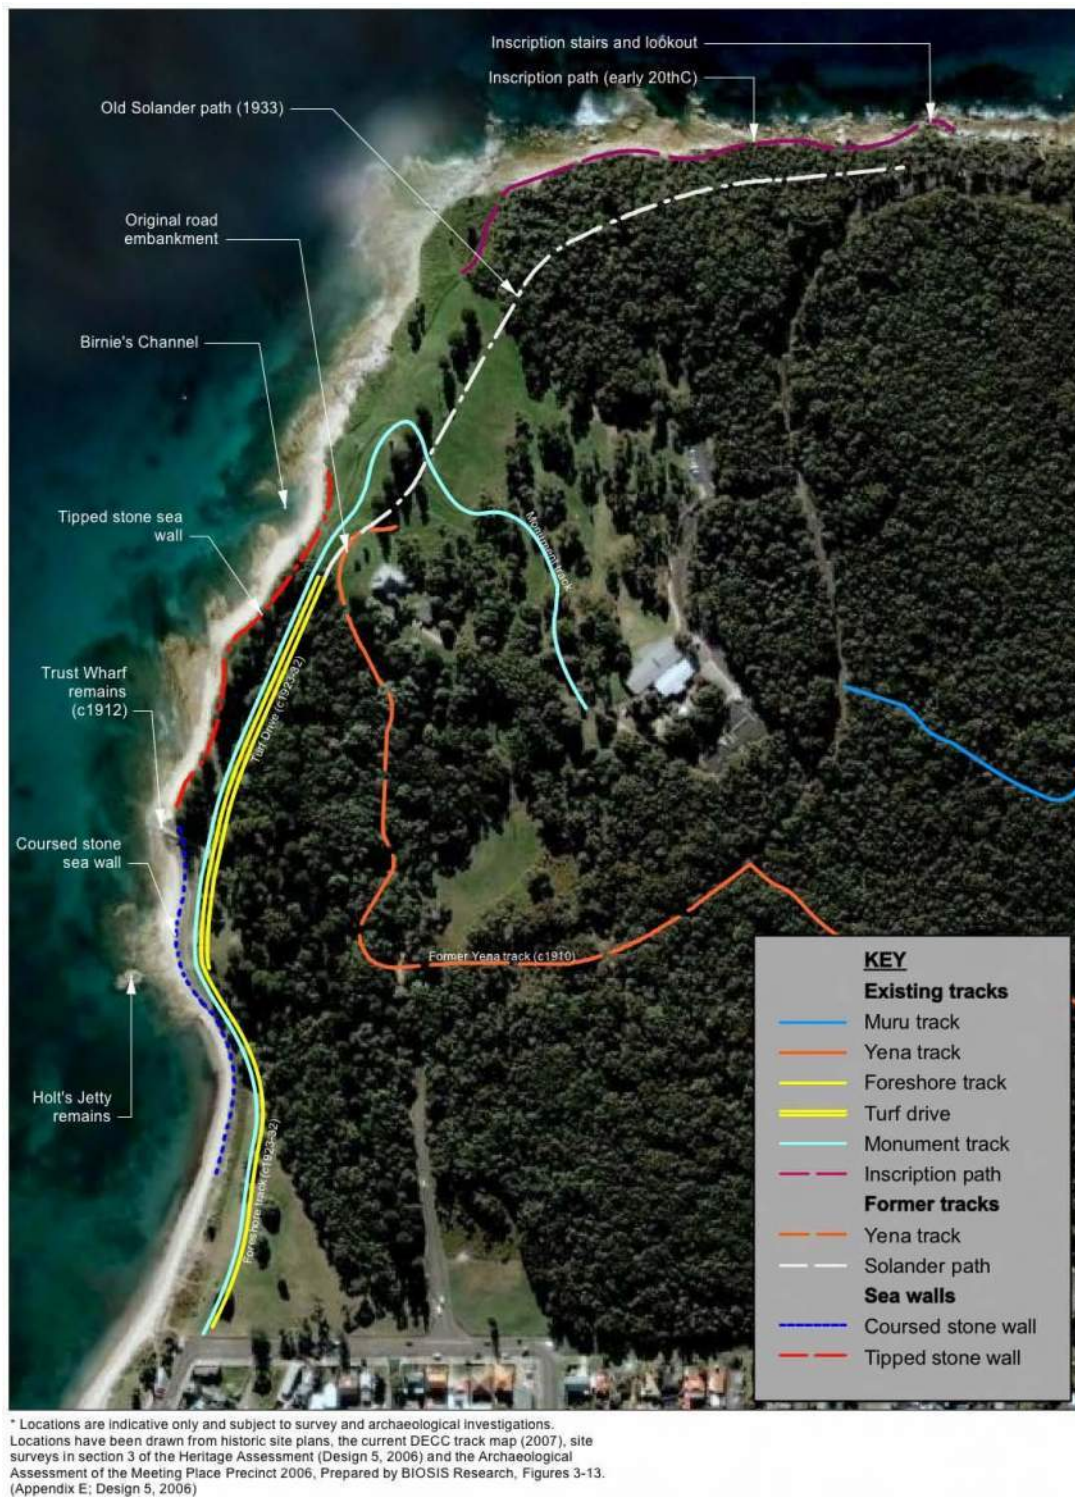 Inscription stairs and lookout
Inscription path (early 20thC)
Old Solander path (1933)
Original road
embankment
Birnie's Channel
Tipped stone sea
wall
Monument track
Trust Wharf
remains
(c1912)
Turf Drive (c1923-32)
Coursed stone
sea wall
Former Yena track (c1910)
Holt's Jetty
remains
Foreshore track (c1923-32)
KEY
Existing tracks
Muru track
Yena track
Foreshore track
Turf drive
Monument track
Inscription path
Former tracks
Yena track
Solander path
Sea walls
Coursed stone wall
Tipped stone wall
* Locations are indicative only and subject to survey and archaeological investigations.
Locations have been drawn from historic site plans, the current DECC track map (2007), site
surveys in section 3 of the Heritage Assessment (Design 5, 2006) and the Archaeological
Assessment of the Meeting Place Precinct 2006, Prepared by BIOSIS Research, Figures 3-13.
(Appendix E; Design 5, 2006)